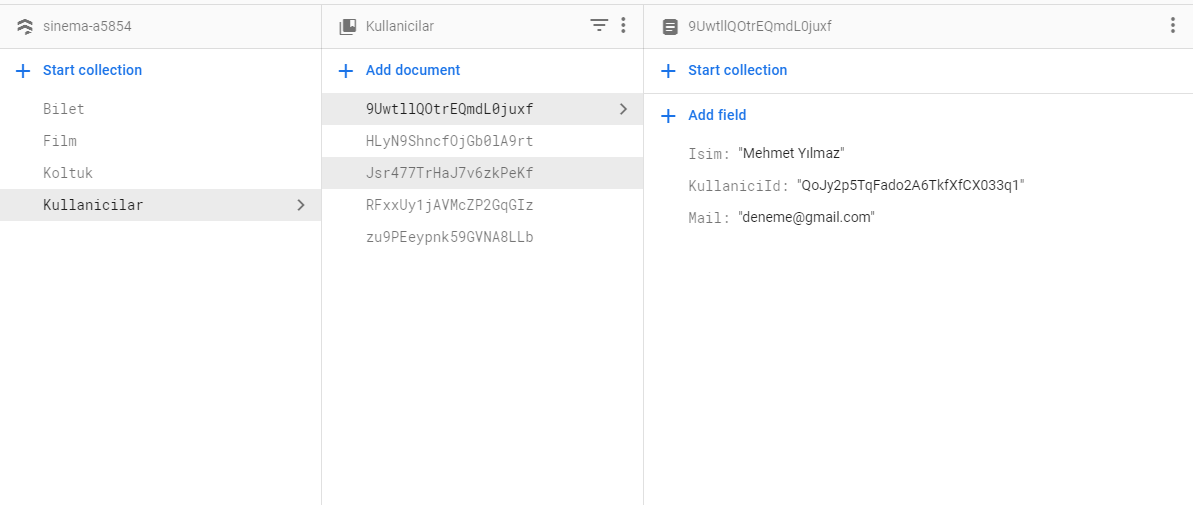 sinema-a5854
Start collection
Bilet
Film
Koltuk
Kullanicilar
Kullanicilar
Add document
9UwtllQOtrEQmdL0juxf
HLyN9ShncfOjGb0lA9rt
Jsr477TrHaJ7v6zkPeKf
RFxxUy1jAVMcZP2GqGIz
zu9PEeypnk59GVNA8LLb
9UwtllQOtrEQmdL0juxf
Start collection
Add field
Isim: "Mehmet Yılmaz"
KullaniciId: "QoJy2p5TqFado2A6TkfXfCX033q1"
Mail: "deneme@gmail.com"